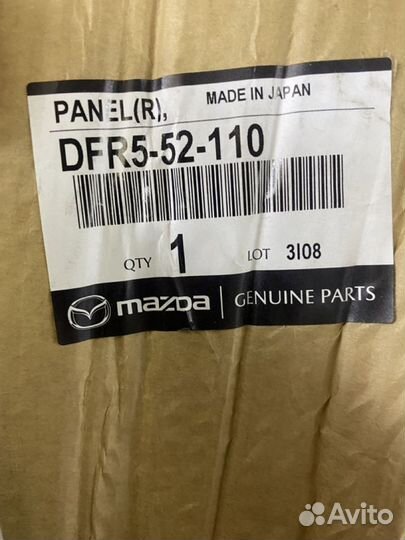 PANEL(R), MADE IN JAPAN
DFR5-52-110
QTY 1 LOT 3I08
mazda GENUINE PARTS
Avito